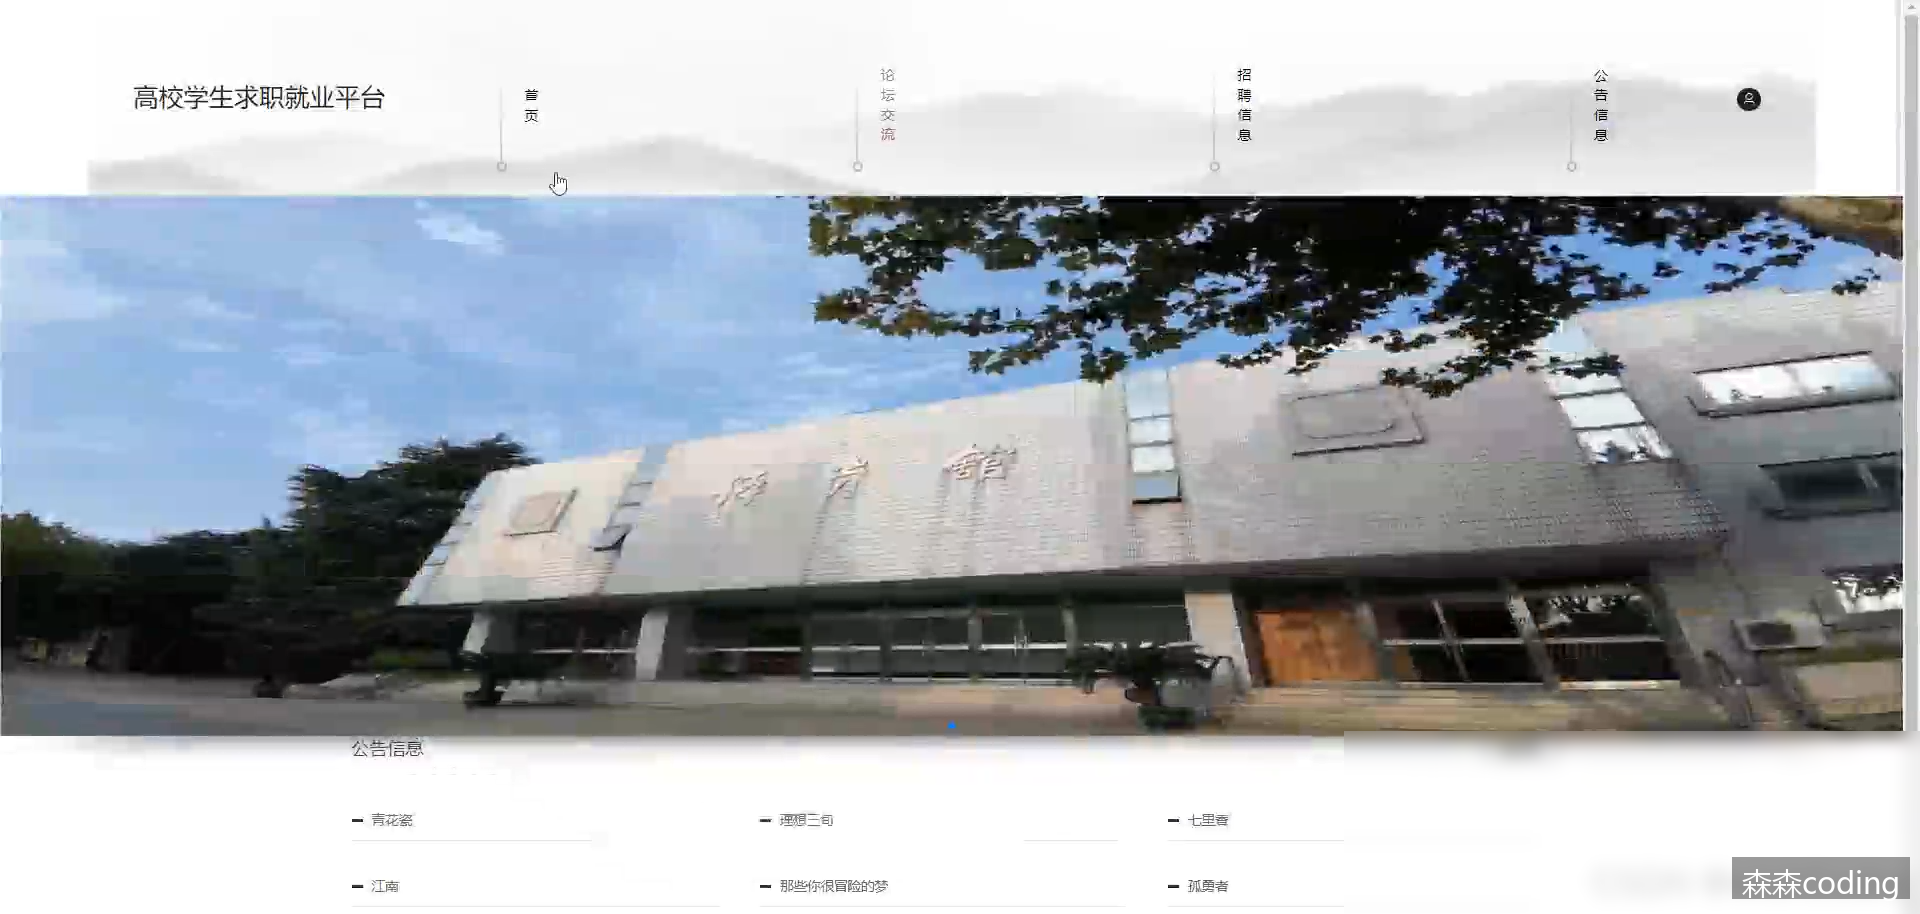 高校学生求职就业平台
首页
论坛交流
招聘信息
公告信息
公告信息
青花瓷
理想三旬
七里香
江南
那些你很冒险的梦
孤勇者
森森coding